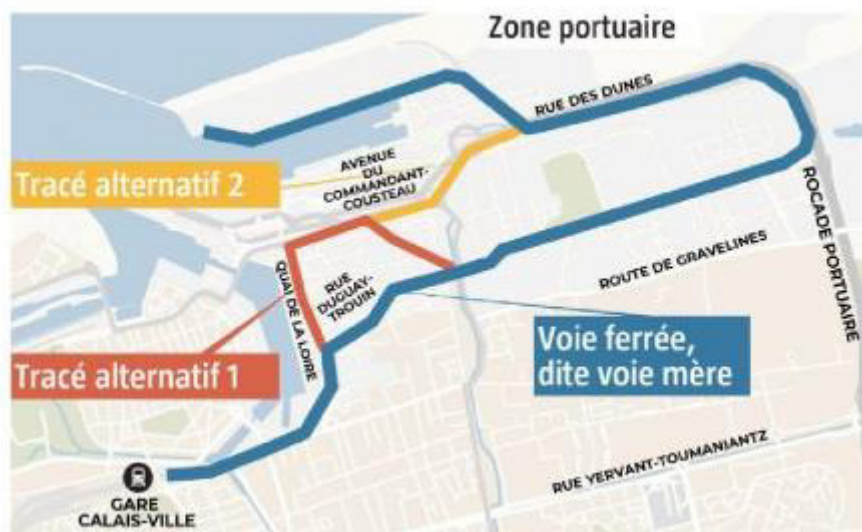 Zone portuaire
RUE DES DUNES
AVENUE
DU
COMMANDANT-
COUSTEAU
Tracé alternatif 2
ROCADE PORTUAIRE
ROUTE DE GRAVELINES
QUAI DE LA LOIRE
RUE
DUGUAY-
TROUIN
Tracé alternatif 1
Voie ferrée,
dite voie mère
RUE YERVANT-TOUMANIANTZ
GARE
CALAIS-VILLE